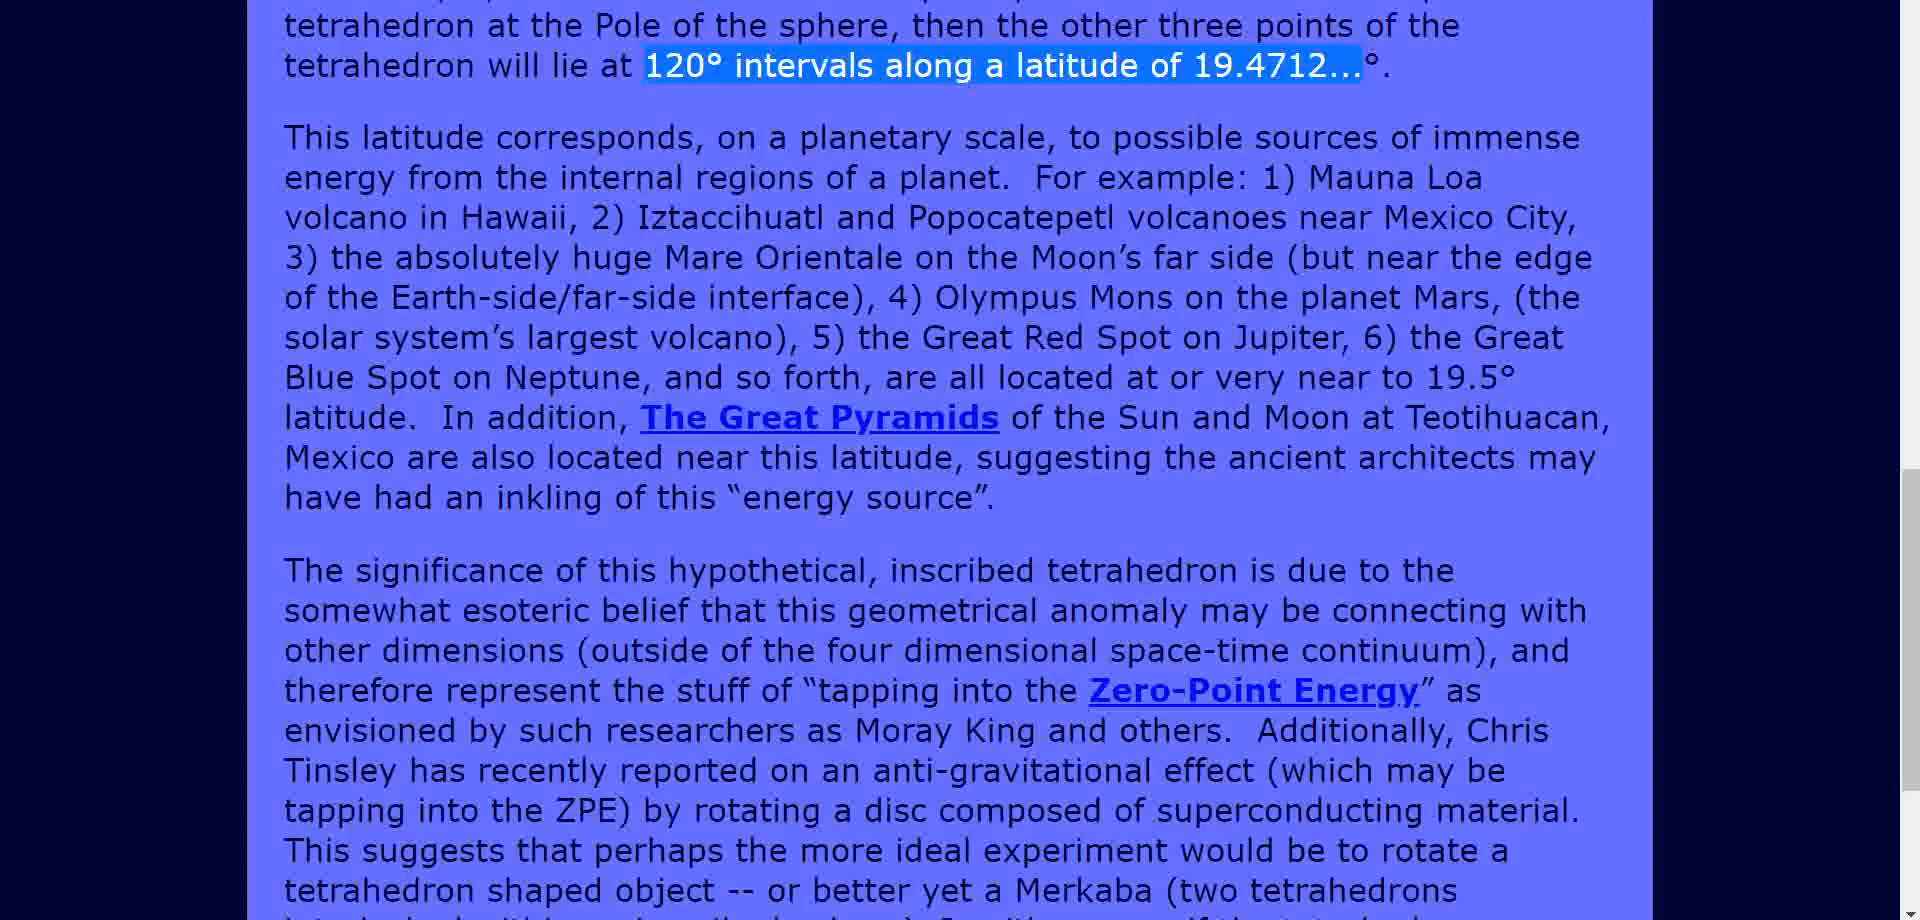 tetrahedron at the Pole of the sphere, then the other three points of the
tetrahedron will lie at 120° intervals along a latitude of 19.4712...°.
This latitude corresponds, on a planetary scale, to possible sources of immense
energy from the internal regions of a planet.  For example: 1) Mauna Loa
volcano in Hawaii, 2) Iztaccihuatl and Popocatepetl volcanoes near Mexico City,
3) the absolutely huge Mare Orientale on the Moon’s far side (but near the edge
of the Earth-side/far-side interface), 4) Olympus Mons on the planet Mars, (the
solar system’s largest volcano), 5) the Great Red Spot on Jupiter, 6) the Great
Blue Spot on Neptune, and so forth, are all located at or very near to 19.5°
latitude.  In addition, The Great Pyramids of the Sun and Moon at Teotihuacan,
Mexico are also located near this latitude, suggesting the ancient architects may
have had an inkling of this “energy source”.
The significance of this hypothetical, inscribed tetrahedron is due to the
somewhat esoteric belief that this geometrical anomaly may be connecting with
other dimensions (outside of the four dimensional space-time continuum), and
therefore represent the stuff of “tapping into the Zero-Point Energy” as
envisioned by such researchers as Moray King and others.  Additionally, Chris
Tinsley has recently reported on an anti-gravitational effect (which may be
tapping into the ZPE) by rotating a disc composed of superconducting material.
This suggests that perhaps the more ideal experiment would be to rotate a
tetrahedron shaped object -- or better yet a Merkaba (two tetrahedrons